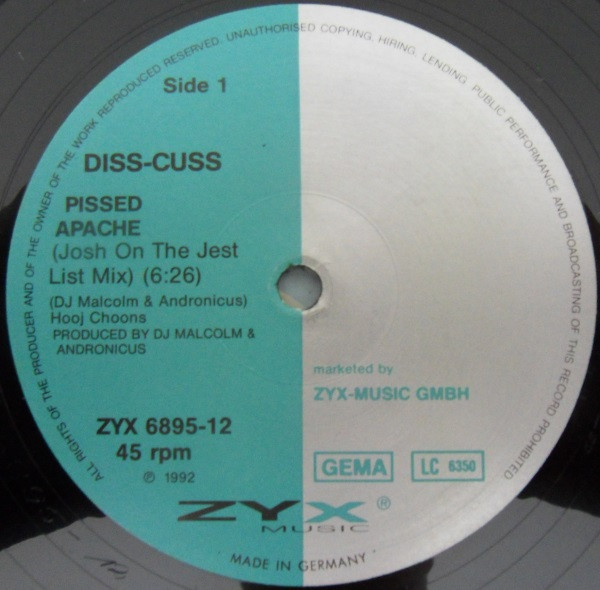 ALL RIGHTS OF THE PRODUCER AND OF THE OWNER OF THE WORK REPRODUCED RESERVED. UNAUTHORISED COPYING, HIRING, LENDING. PUBLIC PERFORMANCE AND BROADCASTING OF THIS RECORD PROHIBITED
Side 1
DISS-CUSS
PISSED
APACHE
(Josh On The Jest
List Mix) (6:26)
(DJ Malcolm & Andronicus)
Hooj Choons
PRODUCED BY DJ MALCOLM &
ANDRONICUS
marketed by
ZYX-MUSIC GMBH
ZYX 6895-12
45 rpm
℗ 1992
GEMA
LC 6350
ZYX ®
MUSIC
MADE IN GERMANY